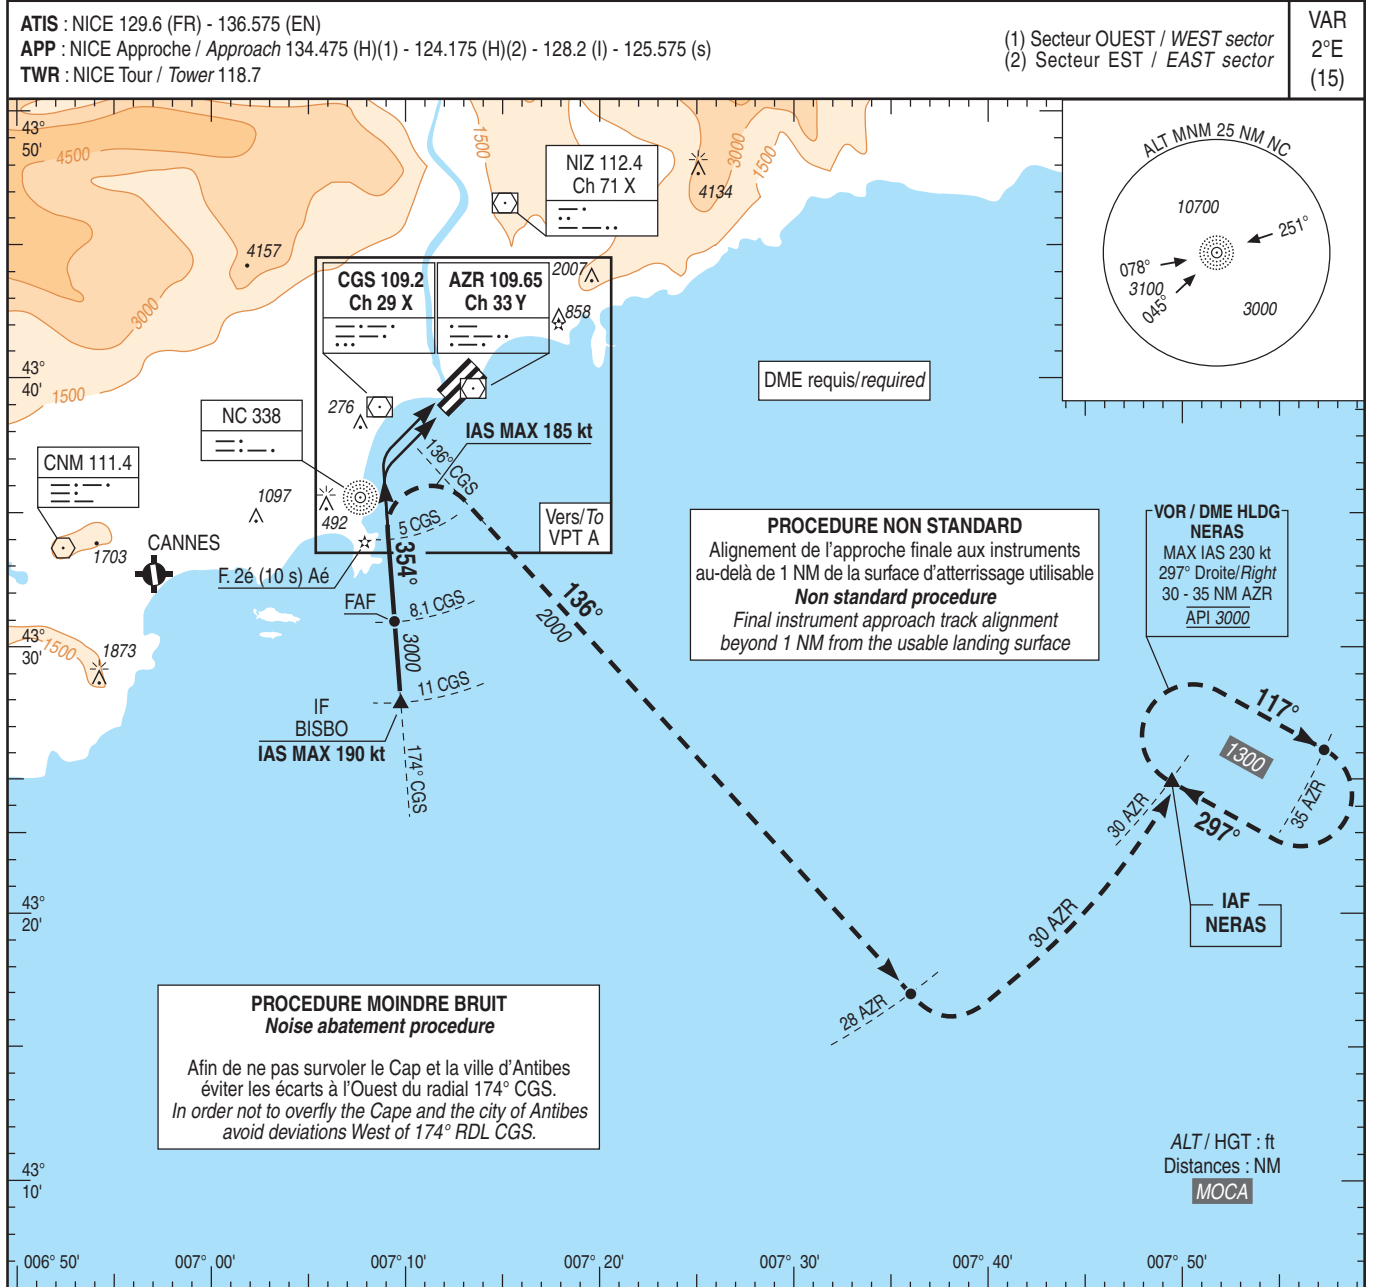 ATIS : NICE 129.6 (FR) - 136.575 (EN)
APP : NICE Approche / Approach 134.475 (H)(1) - 124.175 (H)(2) - 128.2 (I) - 125.575 (s)
TWR : NICE Tour / Tower 118.7
(1) Secteur OUEST / WEST sector
(2) Secteur EST / EAST sector
VAR
2°E
(15)
43°
50'
4500
1500
3000
1500
4134
NIZ 112.4
Ch 71 X
ALT MNM 25 NM NC
10700
251°
078°
3100
045°
3000
4157
3000
1500
CGS 109.2
Ch 29 X
AZR 109.65
Ch 33 Y
2007
858
43°
40'
DME requis/required
276
NC 338
IAS MAX 185 kt
136° CGS
CNM 111.4
1097
492
5 CGS
Vers/To
VPT A
1703
CANNES
F. 2é (10 s) Aé
354°
FAF
8.1 CGS
3000
11 CGS
IF
BISBO
IAS MAX 190 kt
174° CGS
136°
2000
PROCEDURE NON STANDARD
Alignement de l'approche finale aux instruments
au-delà de 1 NM de la surface d'atterrissage utilisable
Non standard procedure
Final instrument approach track alignment
beyond 1 NM from the usable landing surface
VOR / DME HLDG
NERAS
MAX IAS 230 kt
297° Droite/Right
30 - 35 NM AZR
API 3000
43°
30'
1500
1873
117°
1300
35 AZR
30 AZR
297°
IAF
NERAS
43°
20'
30 AZR
28 AZR
PROCEDURE MOINDRE BRUIT
Noise abatement procedure
Afin de ne pas survoler le Cap et la ville d'Antibes
éviter les écarts à l'Ouest du radial 174° CGS.
In order not to overfly the Cape and the city of Antibes
avoid deviations West of 174° RDL CGS.
ALT / HGT : ft
Distances : NM
MOCA
43°
10'
006° 50'
007° 00'
007° 10'
007° 20'
007° 30'
007° 40'
007° 50'